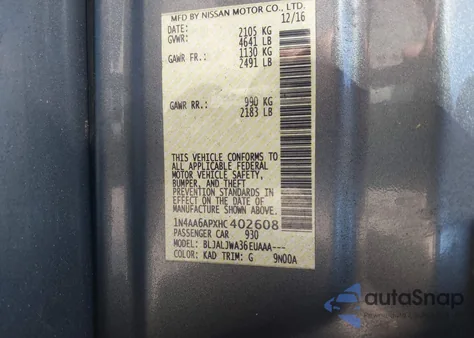 MFD BY NISSAN MOTOR CO., LTD.
DATE: 12/16
GVWR: 2105 KG
4641 LB
GAWR FR.: 1130 KG
2491 LB
GAWR RR.: 990 KG
2183 LB
THIS VEHICLE CONFORMS TO
ALL APPLICABLE FEDERAL
MOTOR VEHICLE SAFETY,
BUMPER, AND THEFT
PREVENTION STANDARDS IN
EFFECT ON THE DATE OF
MANUFACTURE SHOWN ABOVE.
1N4AA6APXHC402608
PASSENGER CAR 930
MODEL: BLJALJWA36EUAAA---
COLOR: KAD TRIM: G 9N00A
autaSnap